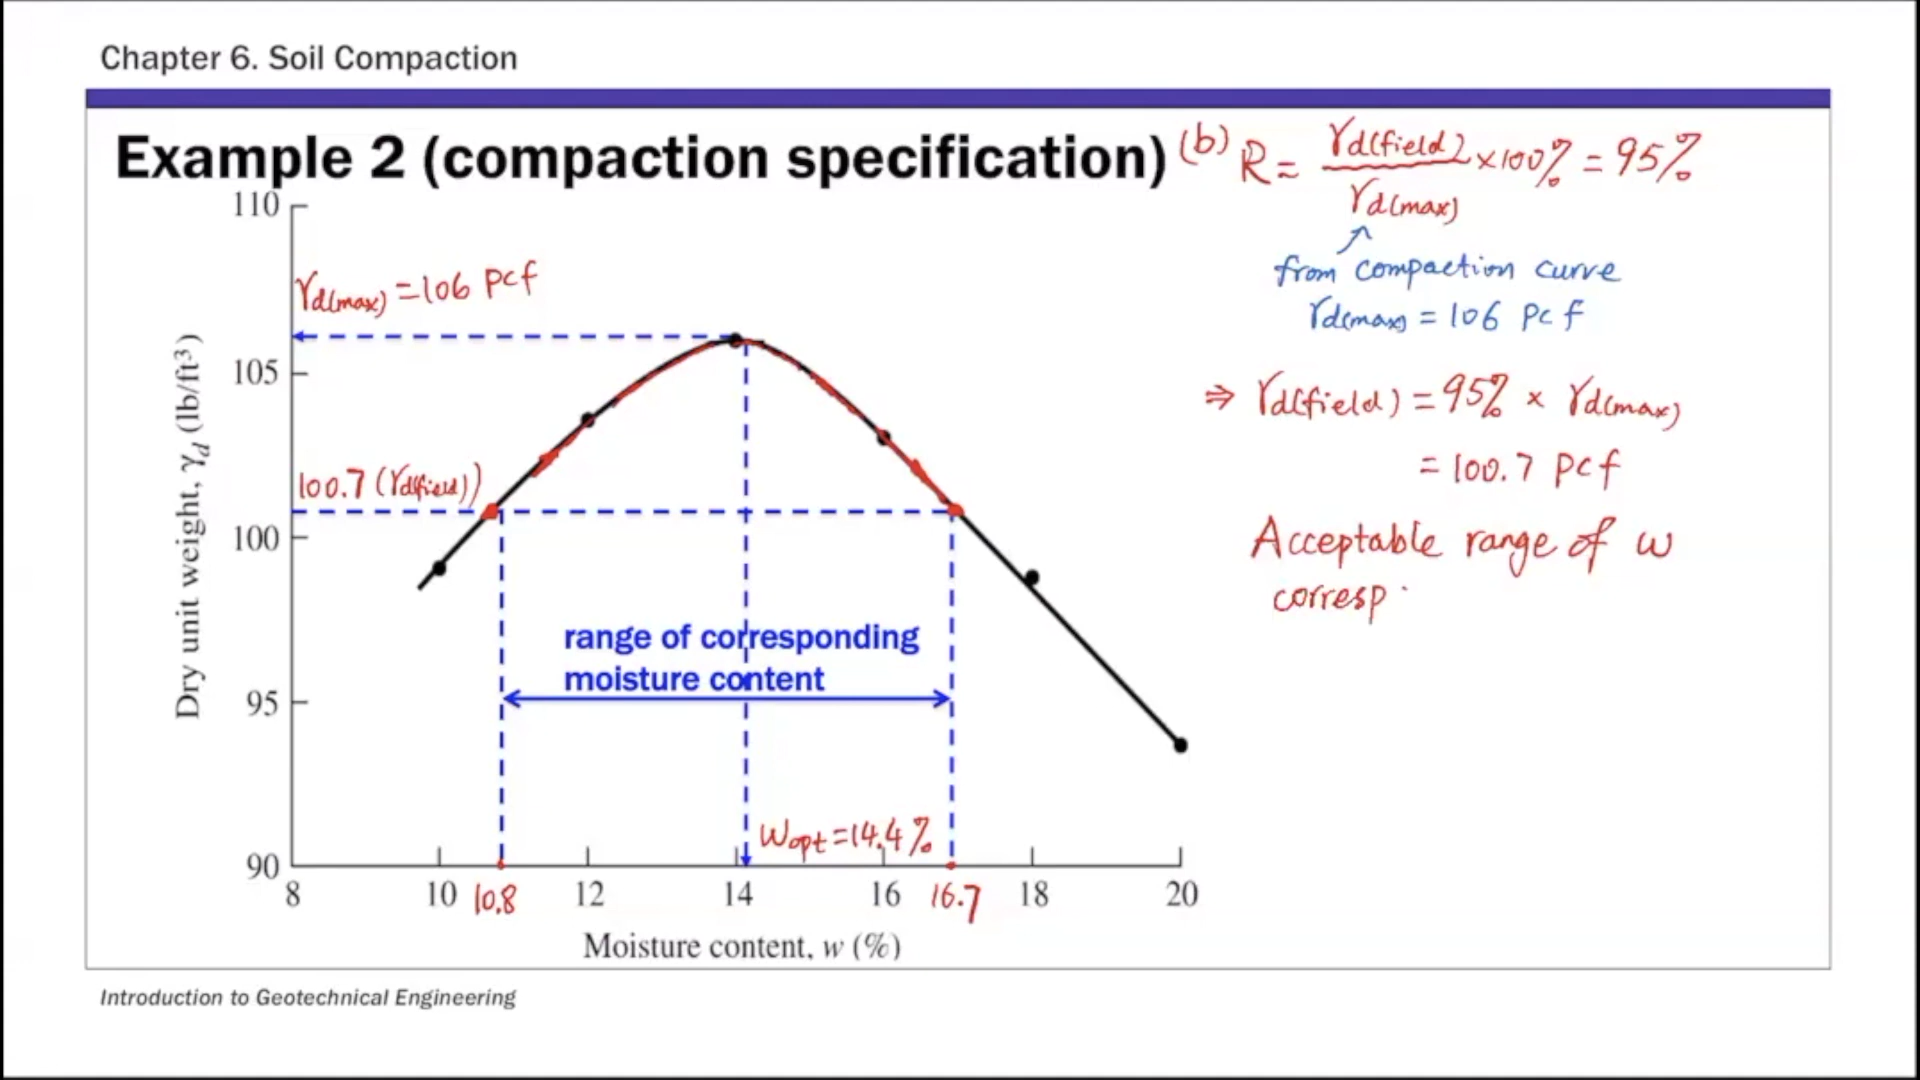 Chapter 6. Soil Compaction
Example 2 (compaction specification)
(b) R = γd(field) / γd(max) ×100% = 95%
from compaction curve
γd(max) = 106 pcf
⇒ γd(field) = 95% × γd(max)
= 100.7 pcf
Acceptable range of w
corresp
110
γd(max) = 106 pcf
105
100.7 (γd(field))
100
95
90
Dry unit weight, γd (lb/ft³)
range of corresponding
moisture content
wopt = 14.4%
8 10 10.8 12 14 16 16.7 18 20
Moisture content, w (%)
Introduction to Geotechnical Engineering